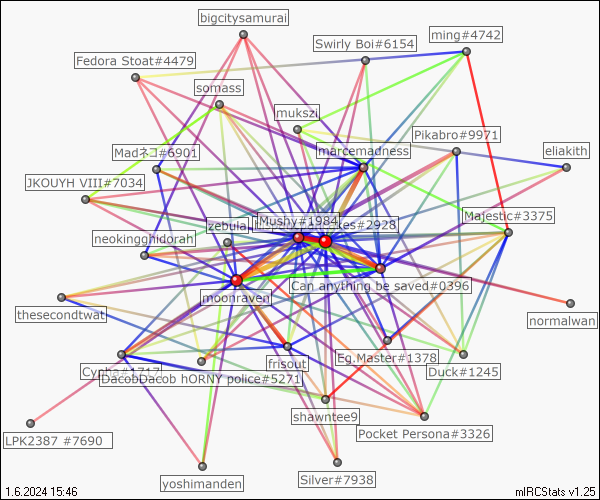 bigcitysamurai
ming#4742
Swirly Boi#6154
Fedora Stoat#4479
somass
mukszi
Pikabro#9971
marcemadness
eliakith
Madネコ#6901
JKOUYH VIII#7034
Majestic#3375
zebula
Mushy#1984
kes#2928
neokingghidorah
Can anything be saved#0396
moonraven
thesecondtwat
normalwan
Eg.Master#1378
frisout
Duck#1245
Cypha#1717
DacobDacob hORNY police#5271
shawntee9
Pocket Persona#3326
LPK2387 #7690
Silver#7938
yoshimanden
1.6.2024 15:46
mIRCStats v1.25